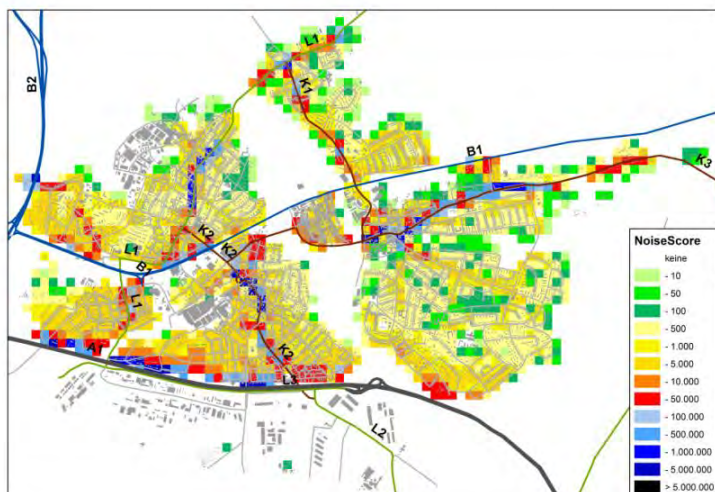 L1
B2
K1
B1
K3
K2
K2
L1
B1
L1
K2
L3
L2
NoiseScore
keine
- 10
- 50
- 100
- 500
- 1.000
- 5.000
- 10.000
- 50.000
- 100.000
- 500.000
- 1.000.000
- 5.000.000
> 5.000.000